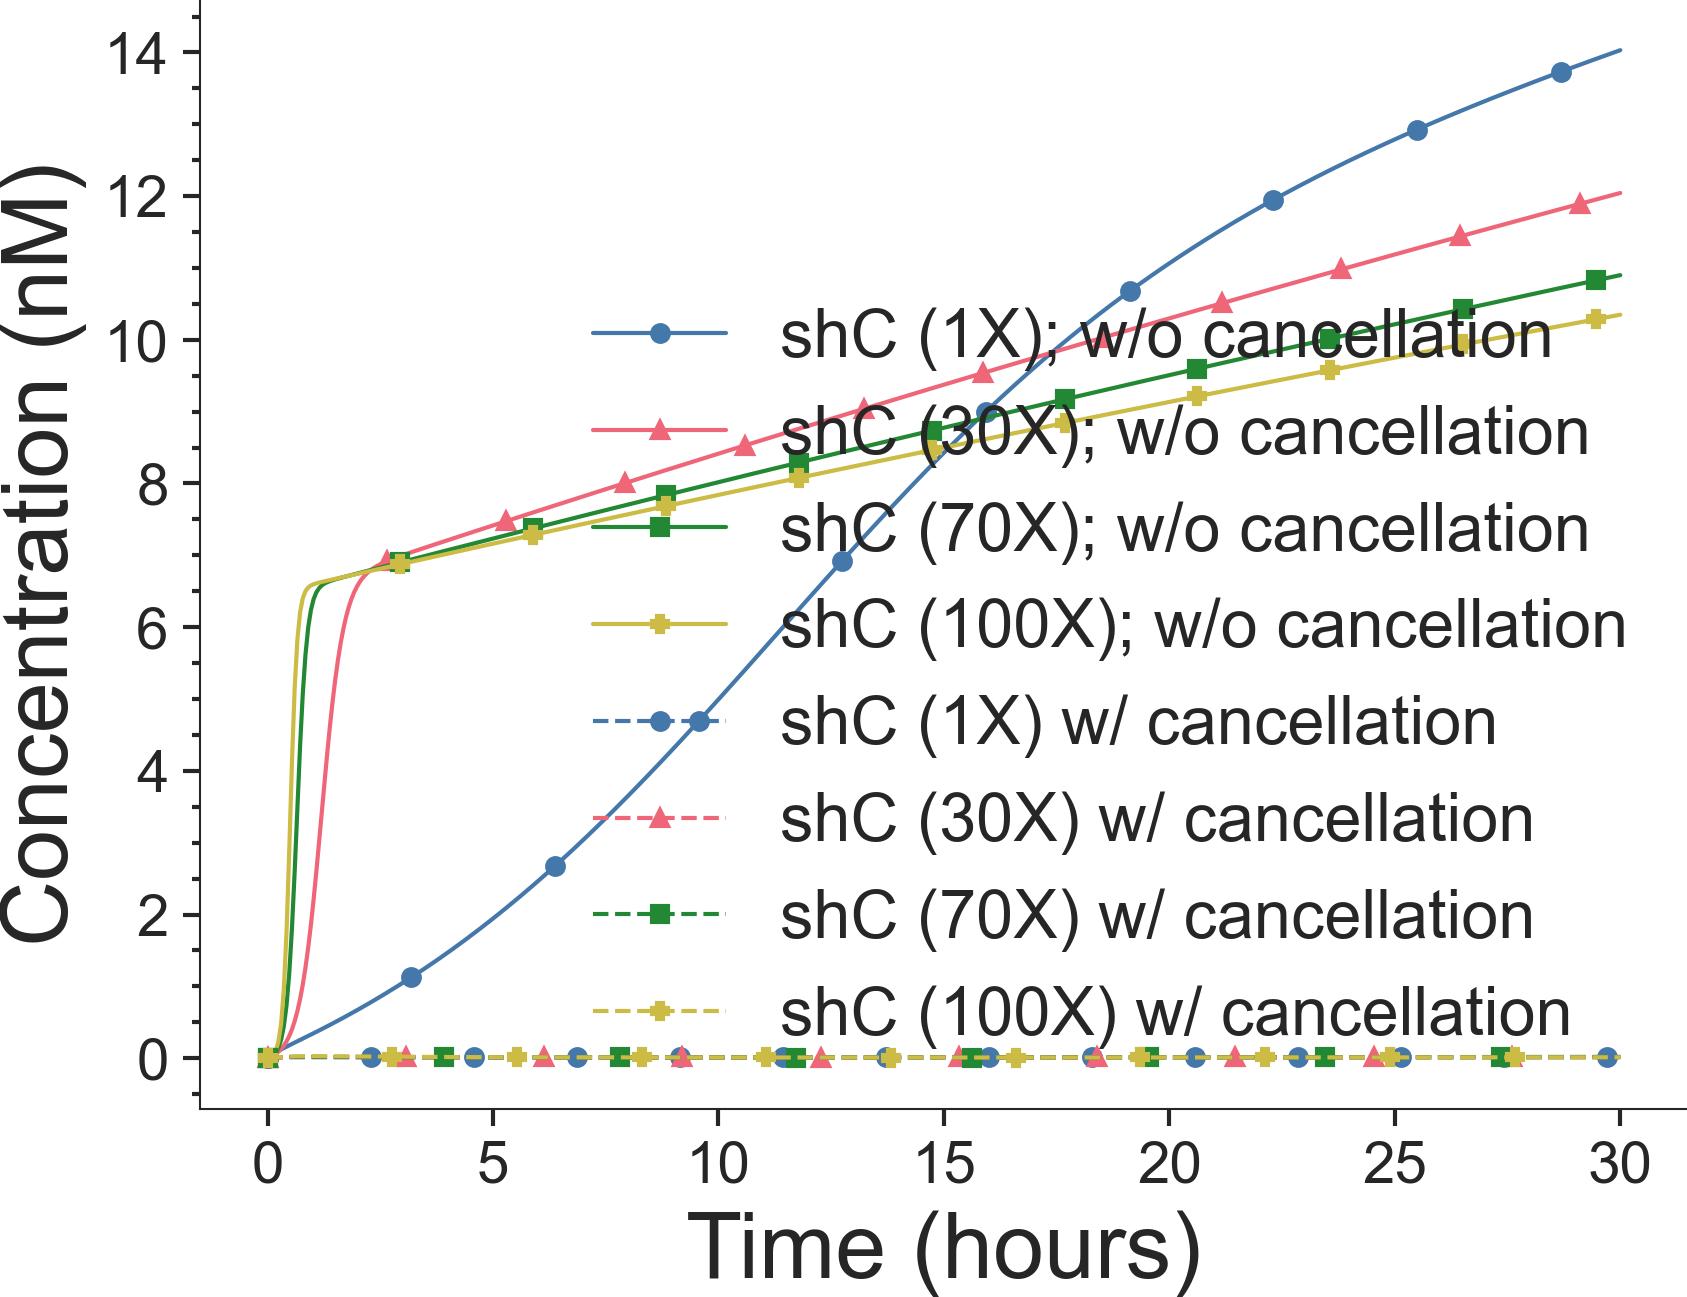 Concentration (nM)
14
12
10
8
6
4
2
0
shC (1X); w/o cancellation
shC (30X); w/o cancellation
shC (70X); w/o cancellation
shC (100X); w/o cancellation
shC (1X) w/ cancellation
shC (30X) w/ cancellation
shC (70X) w/ cancellation
shC (100X) w/ cancellation
0 5 10 15 20 25 30
Time (hours)